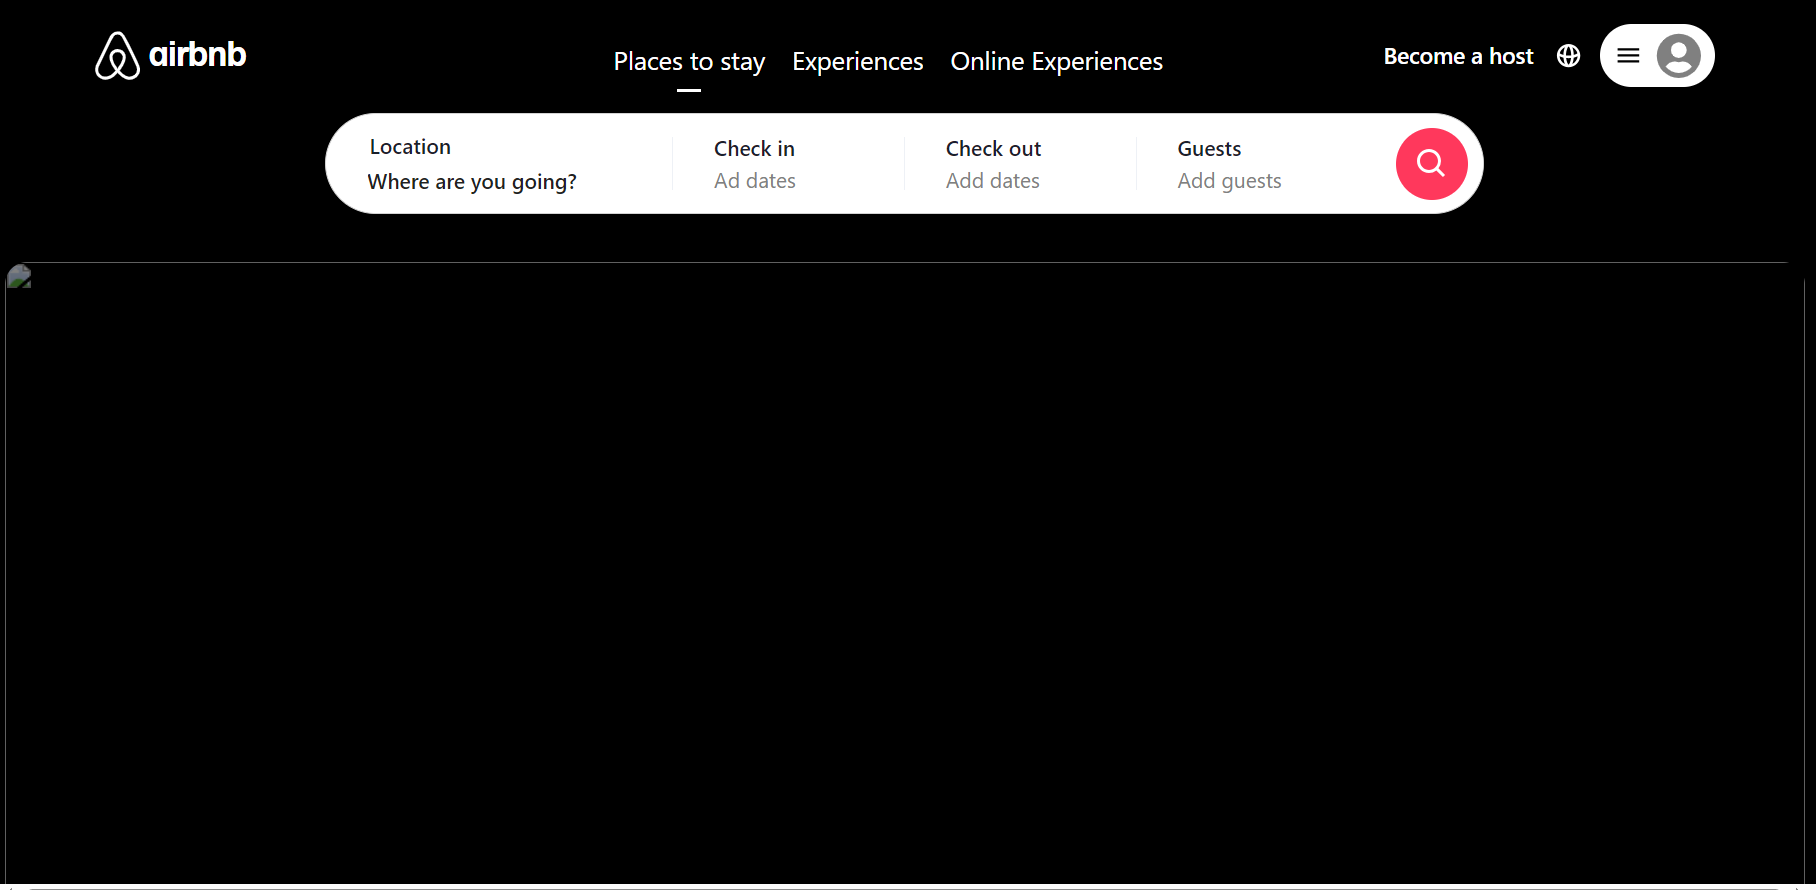 airbnb
Places to stay Experiences Online Experiences
Become a host
Location
Where are you going?
Check in
Ad dates
Check out
Add dates
Guests
Add guests